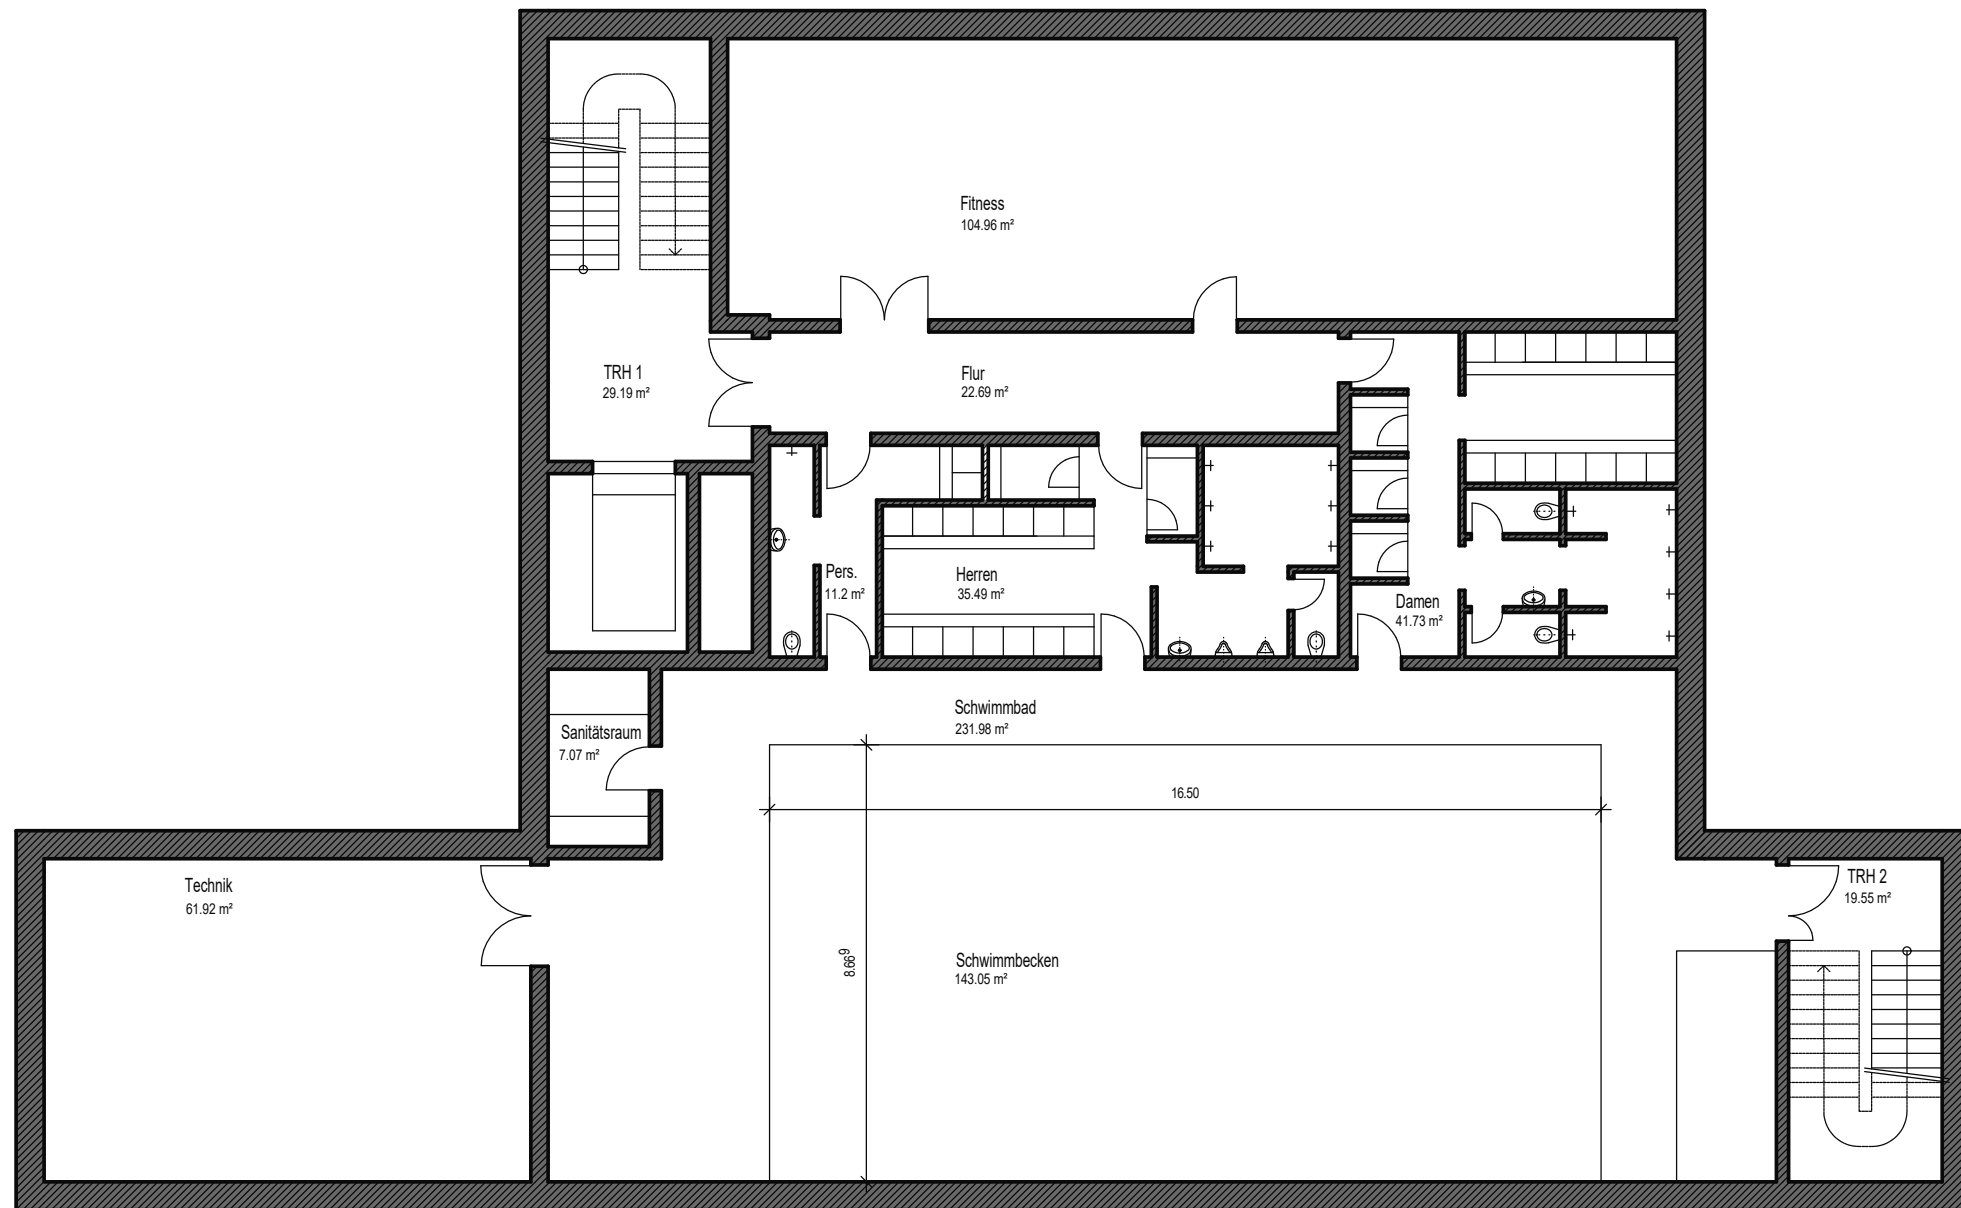 Fitness
104.96 m²
TRH 1
29.19 m²
Flur
22.69 m²
Pers.
11.2 m²
Herren
35.49 m²
Damen
41.73 m²
Schwimmbad
231.98 m²
Sanitätsraum
7.07 m²
16.50
Technik
61.92 m²
TRH 2
19.55 m²
8.66⁹
Schwimmbecken
143.05 m²